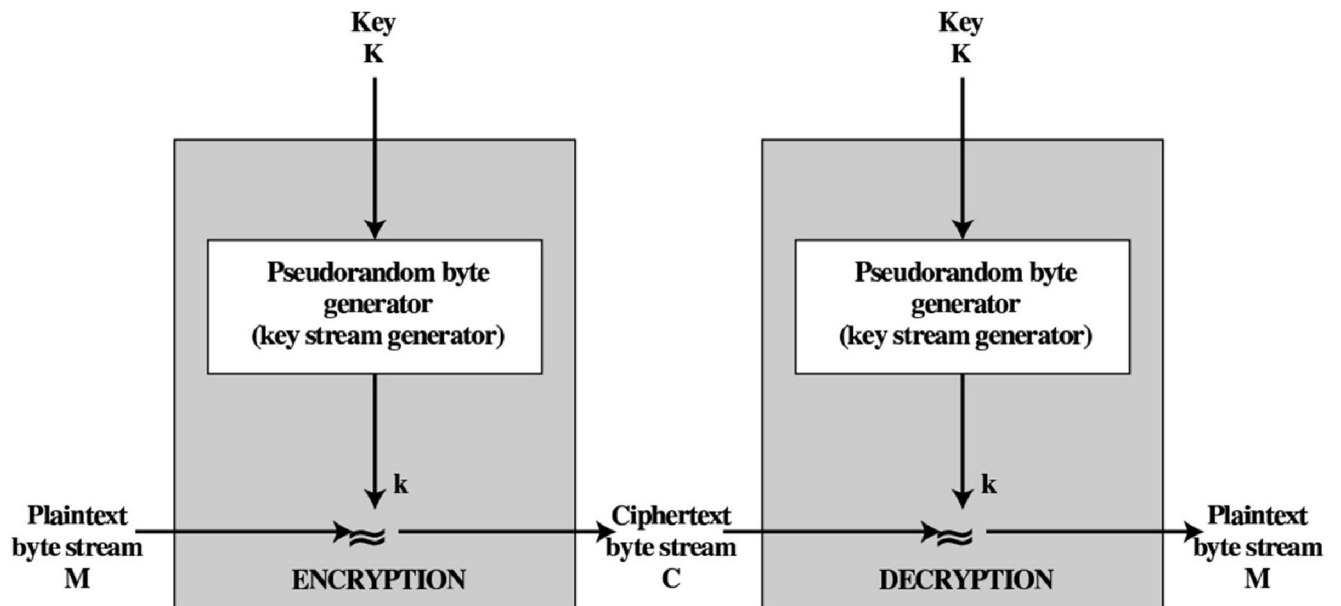 Key
K
Key
K
Pseudorandom byte
generator
(key stream generator)
Pseudorandom byte
generator
(key stream generator)
k
k
Plaintext
byte stream
M
≈
Ciphertext
byte stream
C
≈
Plaintext
byte stream
M
ENCRYPTION
DECRYPTION